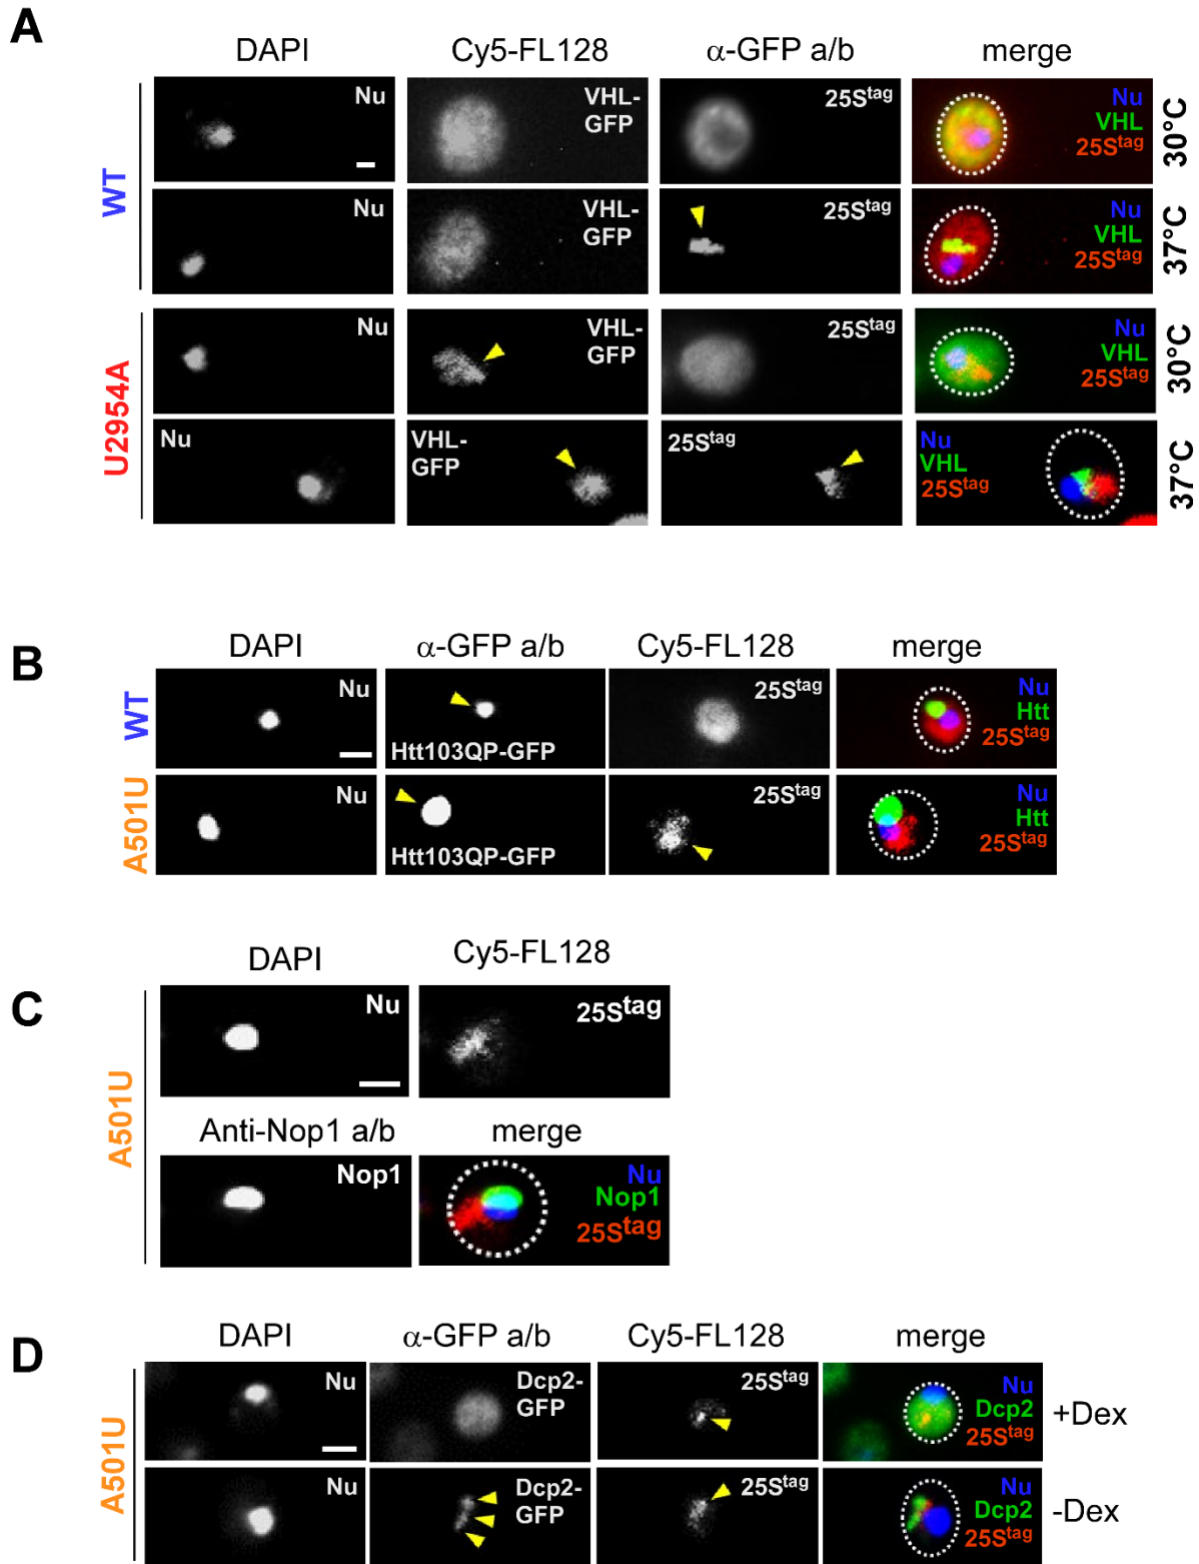 A
DAPI Cy5-FL128 α-GFP a/b merge
WT
Nu VHL-GFP 25Stag Nu VHL 25Stag 30°C
Nu VHL-GFP 25Stag Nu VHL 25Stag 37°C
U2954A
Nu VHL-GFP 25Stag Nu VHL 25Stag 30°C
Nu VHL-GFP 25Stag Nu VHL 25Stag 37°C
B
DAPI α-GFP a/b Cy5-FL128 merge
WT
Nu Htt103QP-GFP 25Stag Nu Htt 25Stag
A501U
Nu Htt103QP-GFP 25Stag Nu Htt 25Stag
C
DAPI Cy5-FL128
A501U
Nu 25Stag
Anti-Nop1 a/b merge
Nop1 Nu Nop1 25Stag
D
DAPI α-GFP a/b Cy5-FL128 merge
A501U
Nu Dcp2-GFP 25Stag Nu Dcp2 25Stag +Dex
Nu Dcp2-GFP 25Stag Nu Dcp2 25Stag -Dex